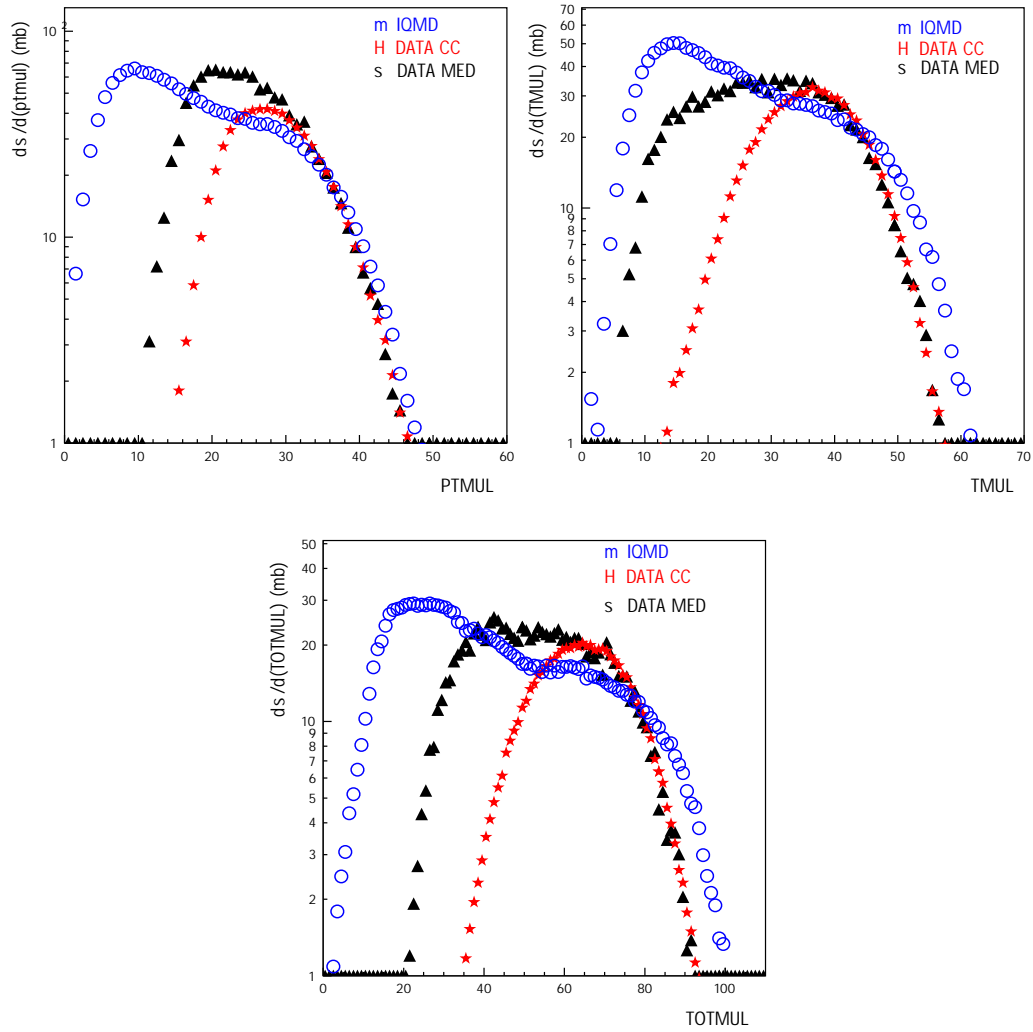 ds/d(ptmul) (mb)
10²
10
1
m IQMD
H DATA CC
s DATA MED
0 10 20 30 40 50 60
PTMUL
ds/d(TMUL) (mb)
70
50
40
30
20
10
9
8
7
6
5
4
3
2
1
m IQMD
H DATA CC
s DATA MED
0 10 20 30 40 50 60 70
TMUL
ds/d(TOTMUL) (mb)
50
40
30
20
10
9
8
7
6
5
4
3
2
1
m IQMD
H DATA CC
s DATA MED
0 20 40 60 80 100
TOTMUL